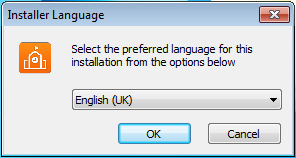 Installer Language
Select the preferred language for this
installation from the options below
English (UK)
OK
Cancel